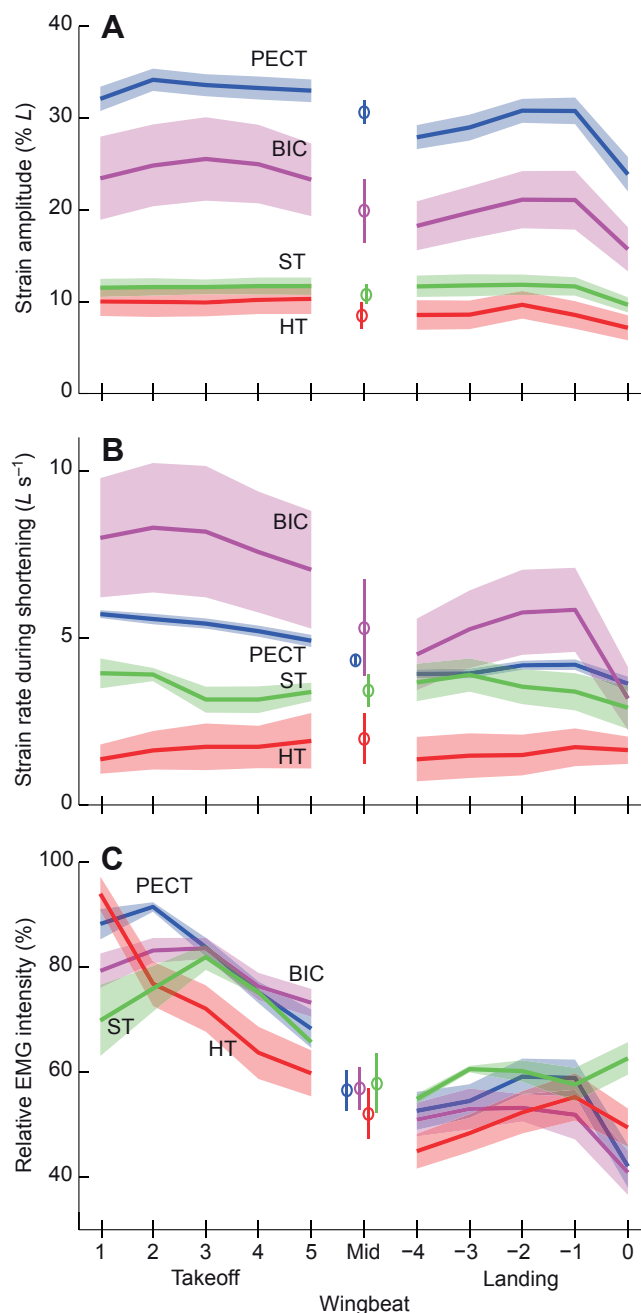 A
Strain amplitude (% L)
40
30
20
10
0
PECT
BIC
ST
HT
B
Strain rate during shortening (L s−1)
10
5
0
BIC
PECT
ST
HT
C
Relative EMG intensity (%)
100
80
60
40
PECT
BIC
ST
HT
1 2 3 4 5 Mid −4 −3 −2 −1 0
Takeoff Landing
Wingbeat